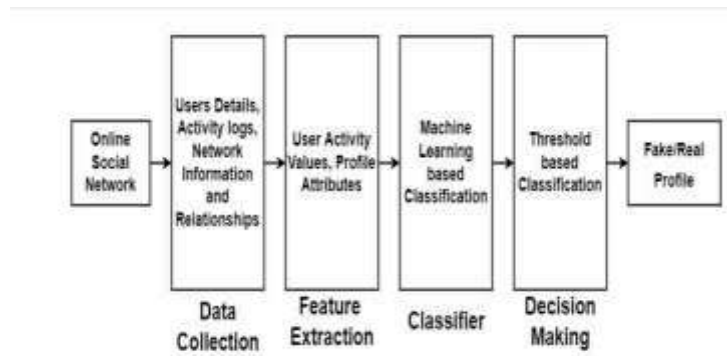 Online
Social
Network
Users Details,
Activity logs,
Network
Information
and
Relationships
User Activity
Values, Profile
Attributes
Machine
Learning
based
Classification
Threshold
based
Classification
Fake/Real
Profile
Data
Collection
Feature
Extraction
Classifier
Decision
Making